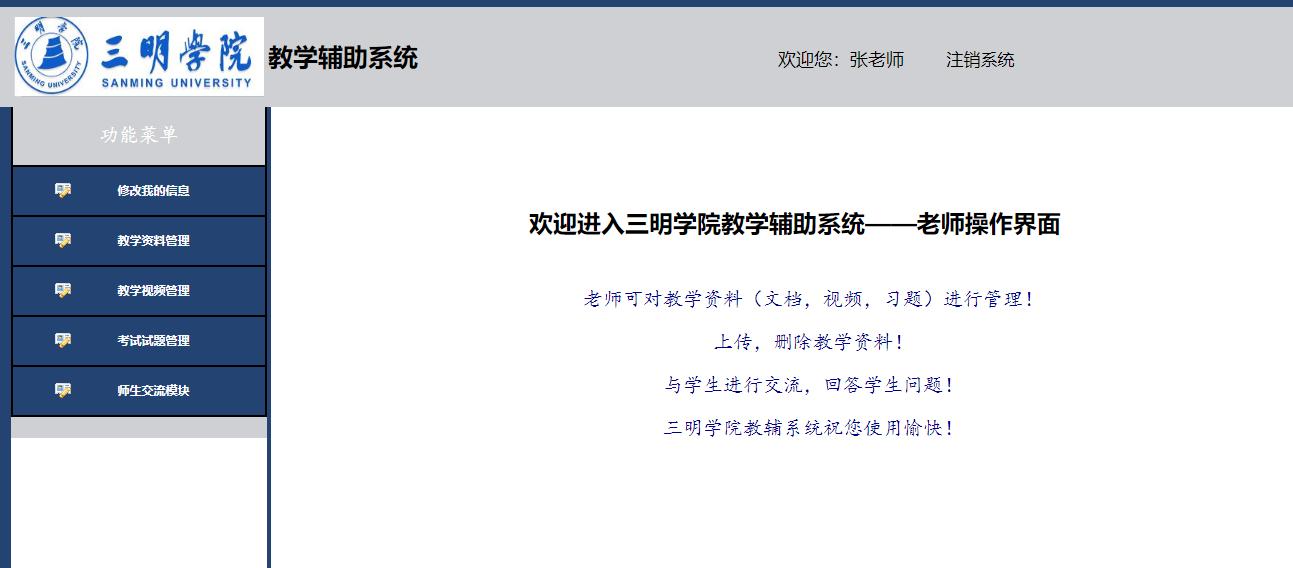 三明学院
SANMING UNIVERSITY
教学辅助系统
欢迎您：张老师
注销系统
功能菜单
修改我的信息
教学资料管理
教学视频管理
考试试题管理
师生交流模块
欢迎进入三明学院教学辅助系统——老师操作界面
老师可对教学资料（文档，视频，习题）进行管理！
上传，删除教学资料！
与学生进行交流，回答学生问题！
三明学院教辅系统祝您使用愉快！